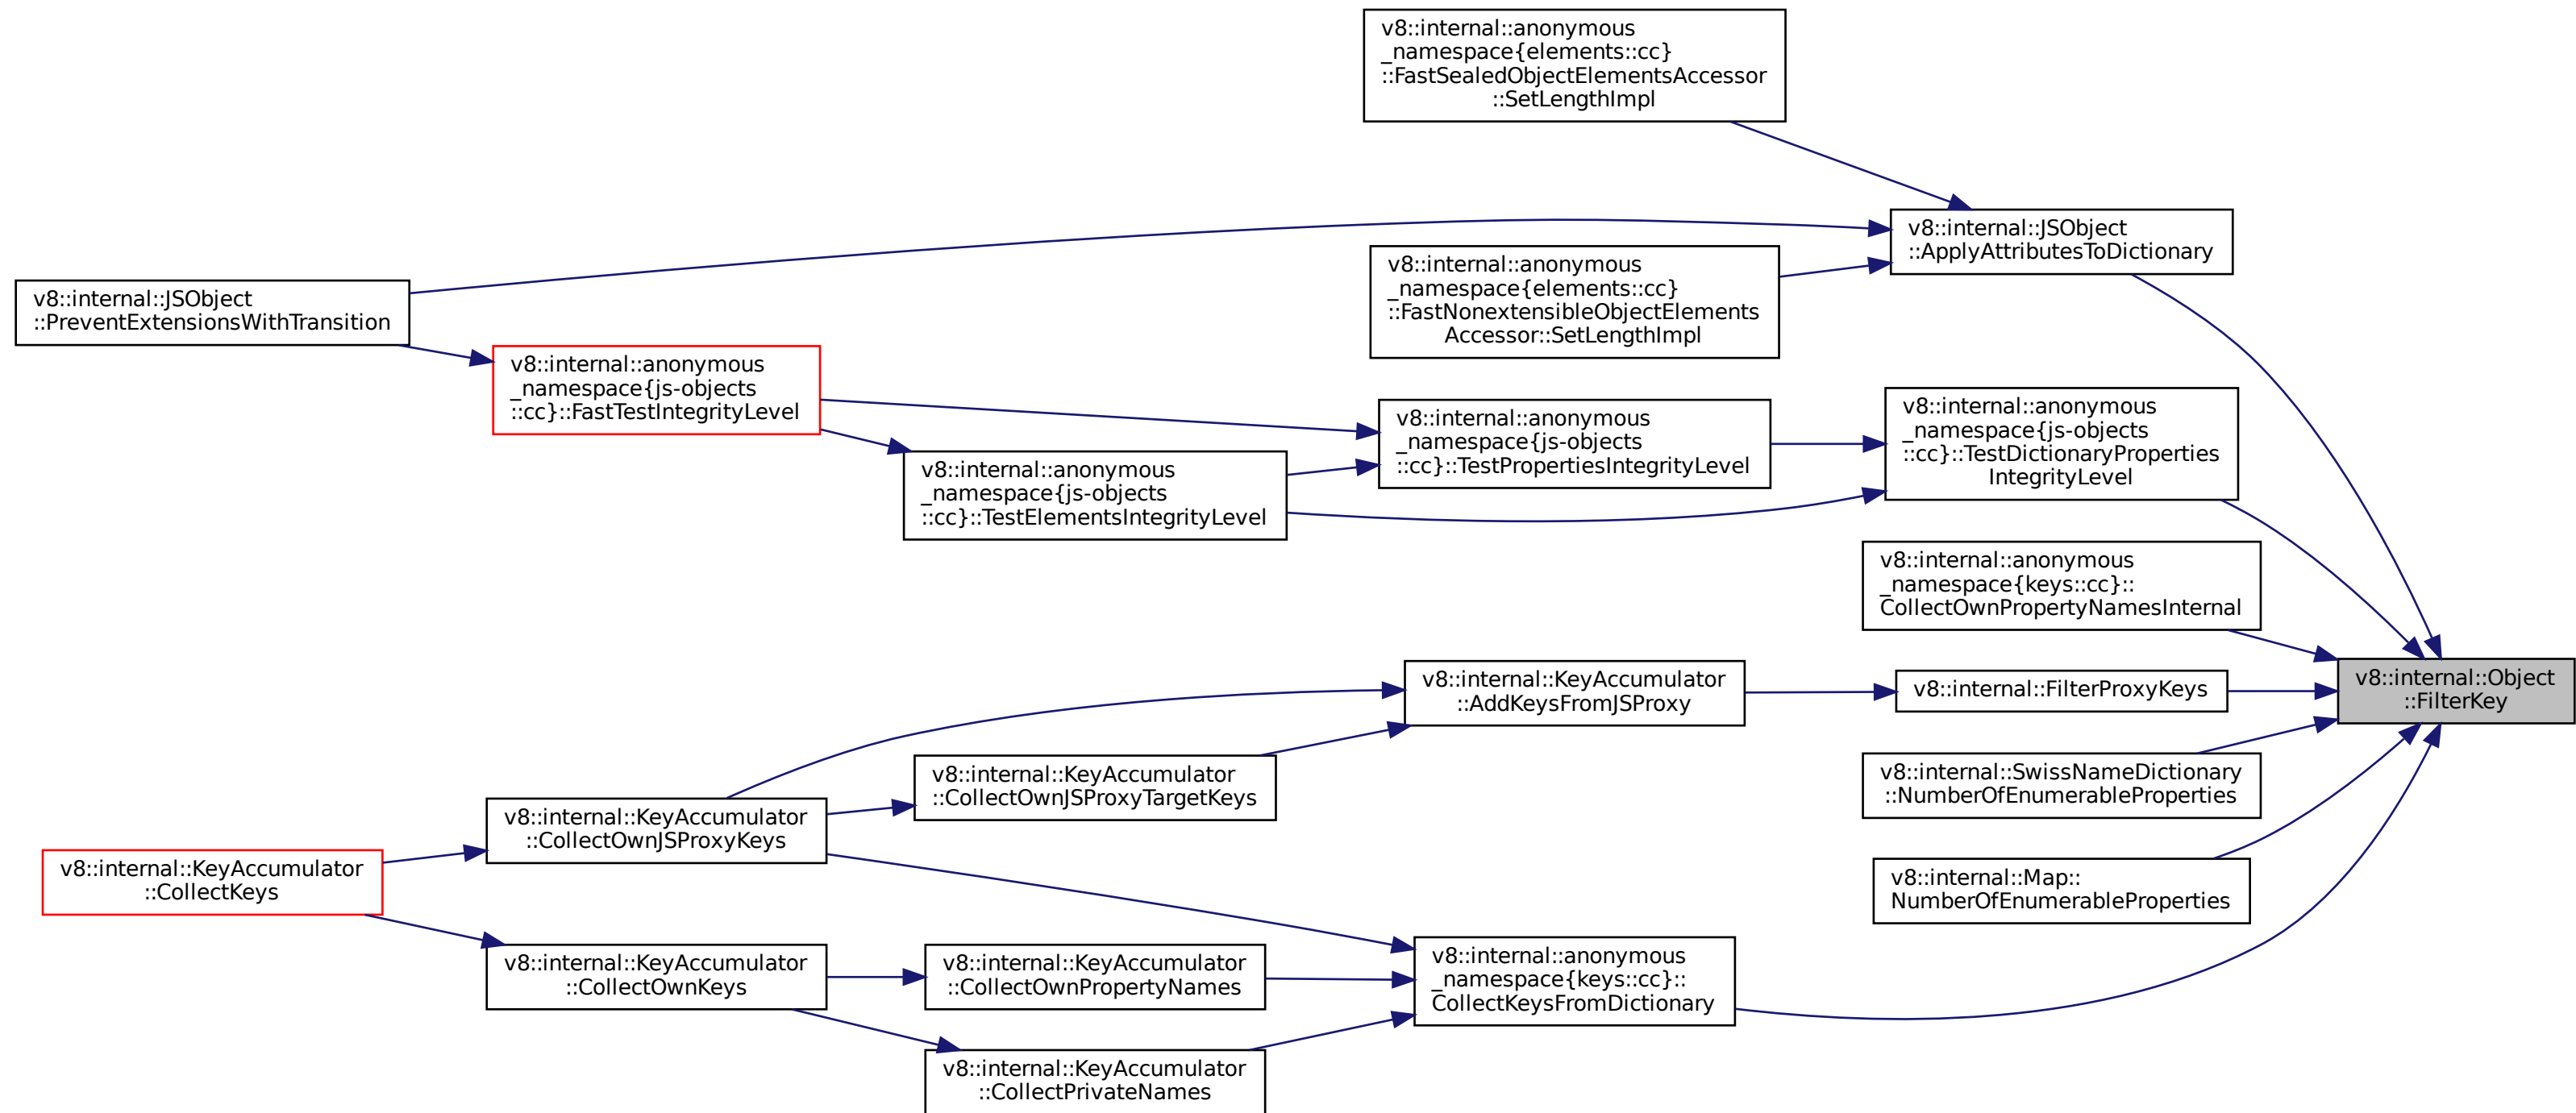 v8::internal::anonymous
_namespace{elements::cc}
::FastSealedObjectElementsAccessor
::SetLengthImpl
v8::internal::JSObject
::ApplyAttributesToDictionary
v8::internal::anonymous
_namespace{elements::cc}
::FastNonextensibleObjectElements
Accessor::SetLengthImpl
v8::internal::JSObject
::PreventExtensionsWithTransition
v8::internal::anonymous
_namespace{js-objects
::cc}::FastTestIntegrityLevel
v8::internal::anonymous
_namespace{js-objects
::cc}::TestPropertiesIntegrityLevel
v8::internal::anonymous
_namespace{js-objects
::cc}::TestDictionaryProperties
IntegrityLevel
v8::internal::anonymous
_namespace{js-objects
::cc}::TestElementsIntegrityLevel
v8::internal::anonymous
_namespace{keys::cc}::
CollectOwnPropertyNamesInternal
v8::internal::Object
::FilterKey
v8::internal::KeyAccumulator
::AddKeysFromJSProxy
v8::internal::FilterProxyKeys
v8::internal::KeyAccumulator
::CollectOwnJSProxyTargetKeys
v8::internal::SwissNameDictionary
::NumberOfEnumerableProperties
v8::internal::KeyAccumulator
::CollectOwnJSProxyKeys
v8::internal::KeyAccumulator
::CollectKeys
v8::internal::Map::
NumberOfEnumerableProperties
v8::internal::KeyAccumulator
::CollectOwnKeys
v8::internal::KeyAccumulator
::CollectOwnPropertyNames
v8::internal::anonymous
_namespace{keys::cc}::
CollectKeysFromDictionary
v8::internal::KeyAccumulator
::CollectPrivateNames